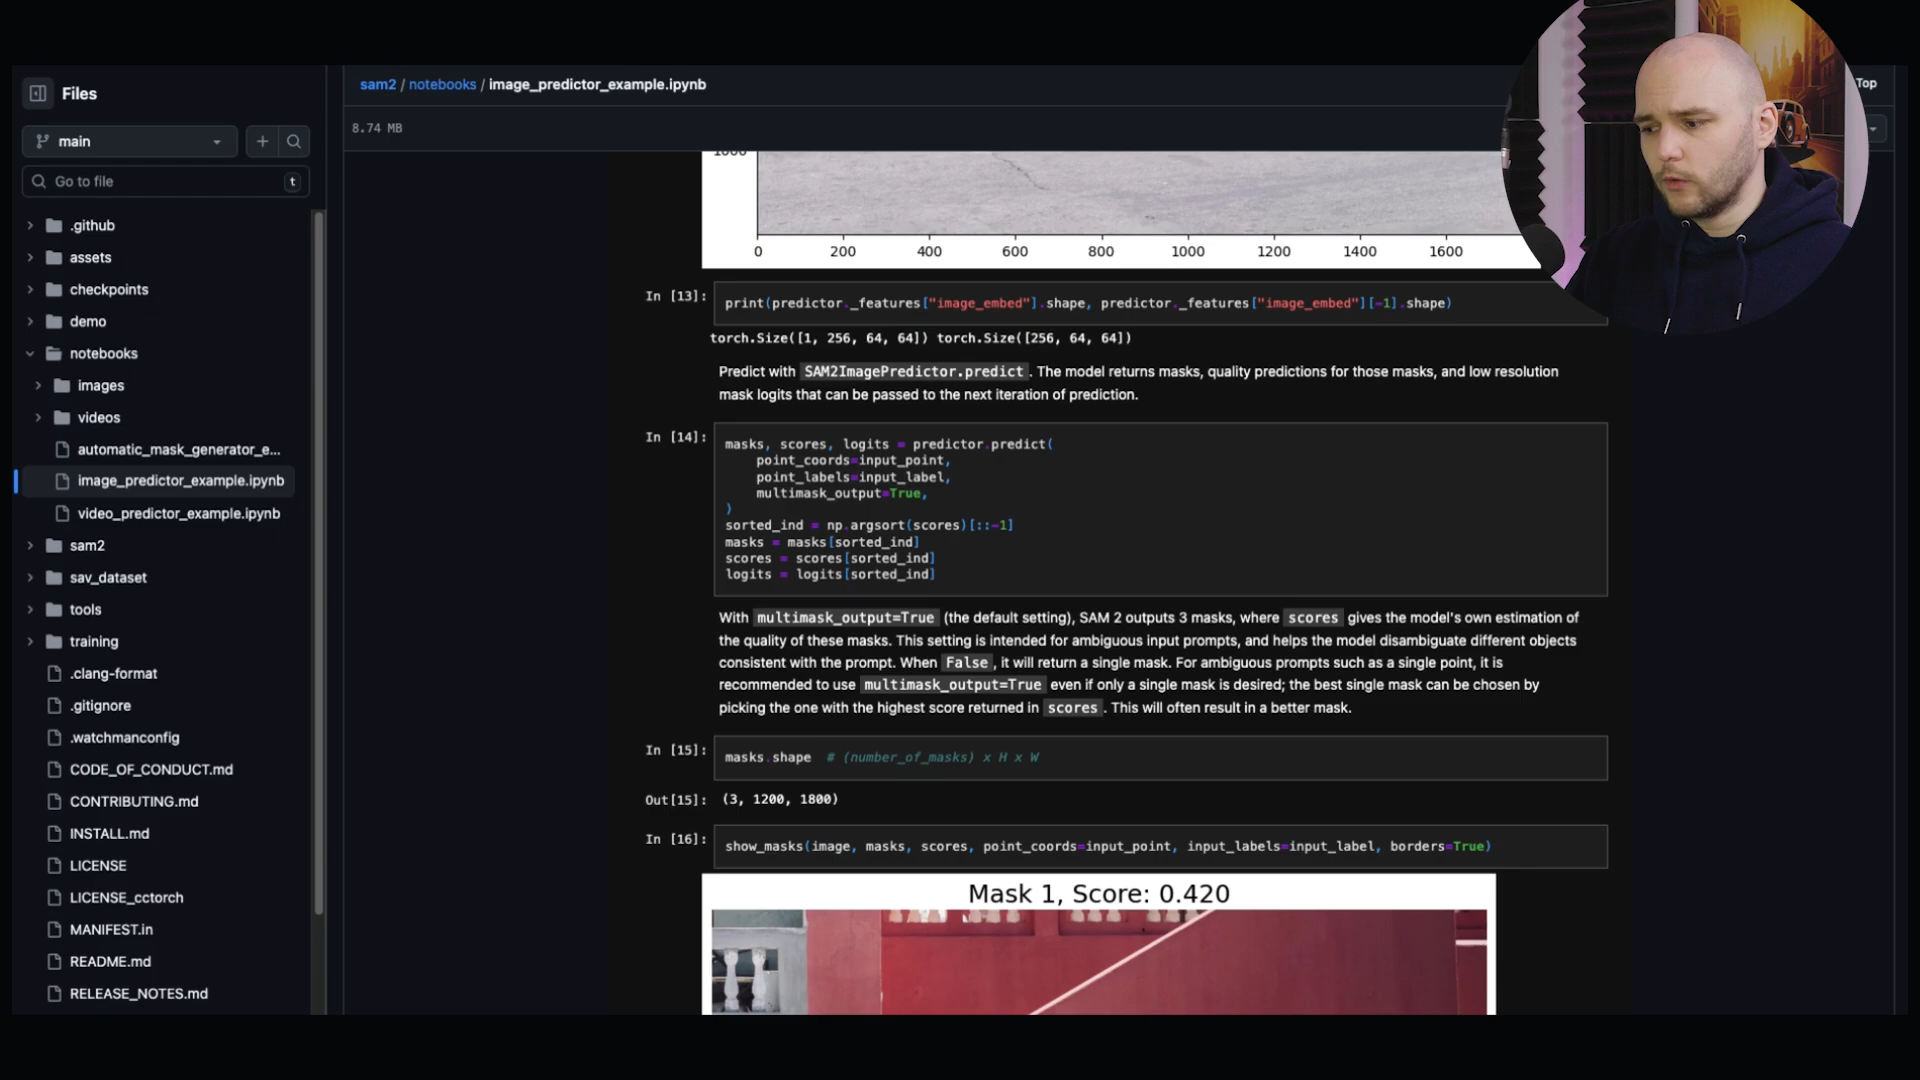 Files
main
Go to file
t
.github
assets
checkpoints
demo
notebooks
images
videos
automatic_mask_generator_e...
image_predictor_example.ipynb
video_predictor_example.ipynb
sam2
sav_dataset
tools
training
.clang-format
.gitignore
.watchmanconfig
CODE_OF_CONDUCT.md
CONTRIBUTING.md
INSTALL.md
LICENSE
LICENSE_cctorch
MANIFEST.in
README.md
RELEASE_NOTES.md
sam2 / notebooks / image_predictor_example.ipynb
Top
8.74 MB
1000
0 200 400 600 800 1000 1200 1400 1600
In [13]: print(predictor._features["image_embed"].shape, predictor._features["image_embed"][-1].shape)
torch.Size([1, 256, 64, 64]) torch.Size([256, 64, 64])
Predict with SAM2ImagePredictor.predict . The model returns masks, quality predictions for those masks, and low resolution
mask logits that can be passed to the next iteration of prediction.
In [14]: masks, scores, logits = predictor.predict(
point_coords=input_point,
point_labels=input_label,
multimask_output=True,
)
sorted_ind = np.argsort(scores)[::-1]
masks = masks[sorted_ind]
scores = scores[sorted_ind]
logits = logits[sorted_ind]
With multimask_output=True (the default setting), SAM 2 outputs 3 masks, where scores gives the model's own estimation of
the quality of these masks. This setting is intended for ambiguous input prompts, and helps the model disambiguate different objects
consistent with the prompt. When False , it will return a single mask. For ambiguous prompts such as a single point, it is
recommended to use multimask_output=True even if only a single mask is desired; the best single mask can be chosen by
picking the one with the highest score returned in scores . This will often result in a better mask.
In [15]: masks.shape # (number_of_masks) x H x W
Out[15]: (3, 1200, 1800)
In [16]: show_masks(image, masks, scores, point_coords=input_point, input_labels=input_label, borders=True)
Mask 1, Score: 0.420